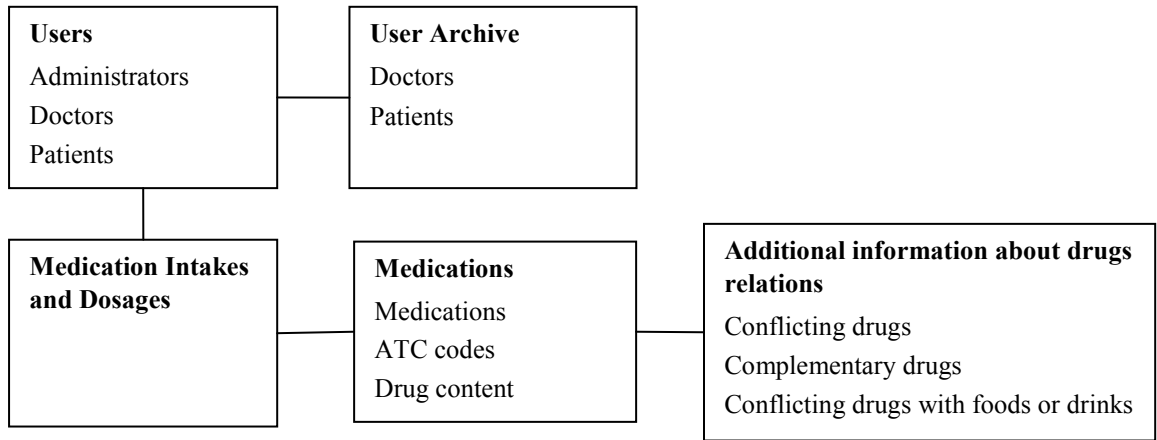 Users
Administrators
Doctors
Patients
User Archive
Doctors
Patients
Medication Intakes
and Dosages
Medications
Medications
ATC codes
Drug content
Additional information about drugs
relations
Conflicting drugs
Complementary drugs
Conflicting drugs with foods or drinks